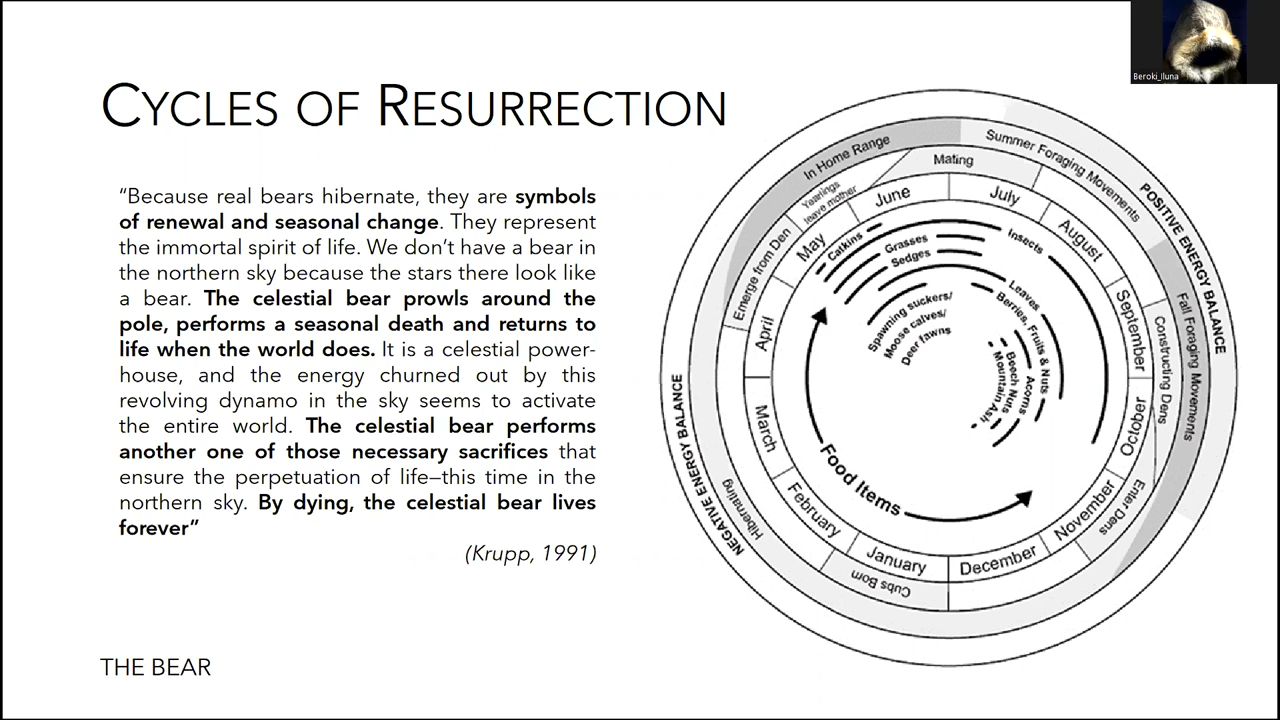 Beroki_Iluna
CYCLES OF RESURRECTION
“Because real bears hibernate, they are symbols
of renewal and seasonal change. They represent
the immortal spirit of life. We don’t have a bear in
the northern sky because the stars there look like
a bear. The celestial bear prowls around the
pole, performs a seasonal death and returns to
life when the world does. It is a celestial power-
house, and the energy churned out by this
revolving dynamo in the sky seems to activate
the entire world. The celestial bear performs
another one of those necessary sacrifices that
ensure the perpetuation of life—this time in the
northern sky. By dying, the celestial bear lives
forever”
(Krupp, 1991)
THE BEAR
POSITIVE ENERGY BALANCE
NEGATIVE ENERGY BALANCE
In Home Range
Summer Foraging Movements
Fall Foraging Movements
Hibernating
Emerge from Den
Yearlings
leave mother
Mating
Constructing Dens
Enter Dens
Cubs Born
January
February
March
April
May
June
July
August
September
October
November
December
Food Items
Catkins
Grasses
Sedges
Insects
Leaves
Spawning suckers/
Moose calves/
Deer fawns
Berries, Fruits & Nuts
Acorns
Beech Nuts
Mountain Ash